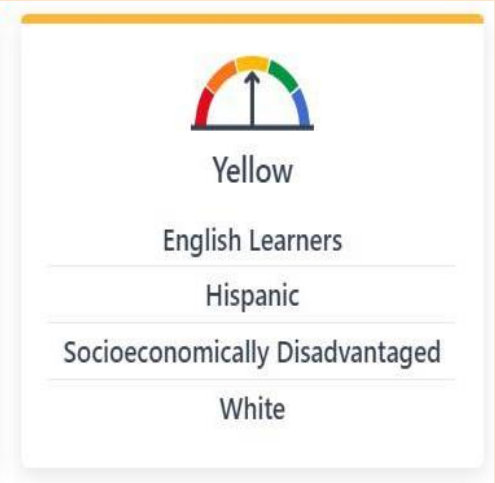 Yellow
English Learners
Hispanic
Socioeconomically Disadvantaged
White